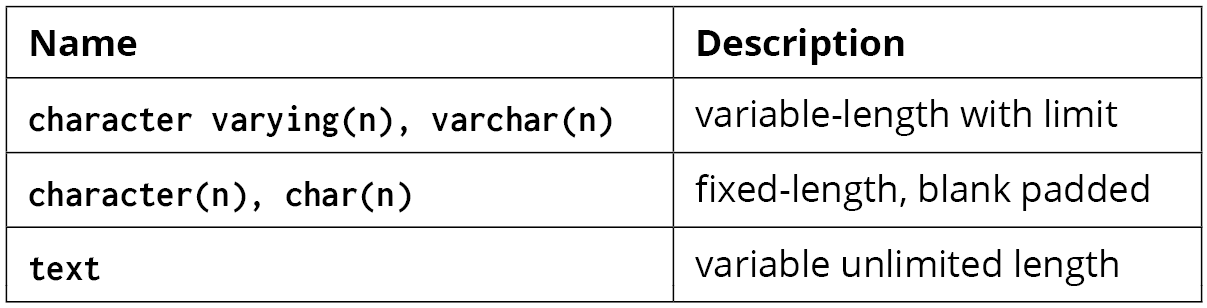 Name Description
character varying(n), varchar(n) variable-length with limit
character(n), char(n) fixed-length, blank padded
text variable unlimited length